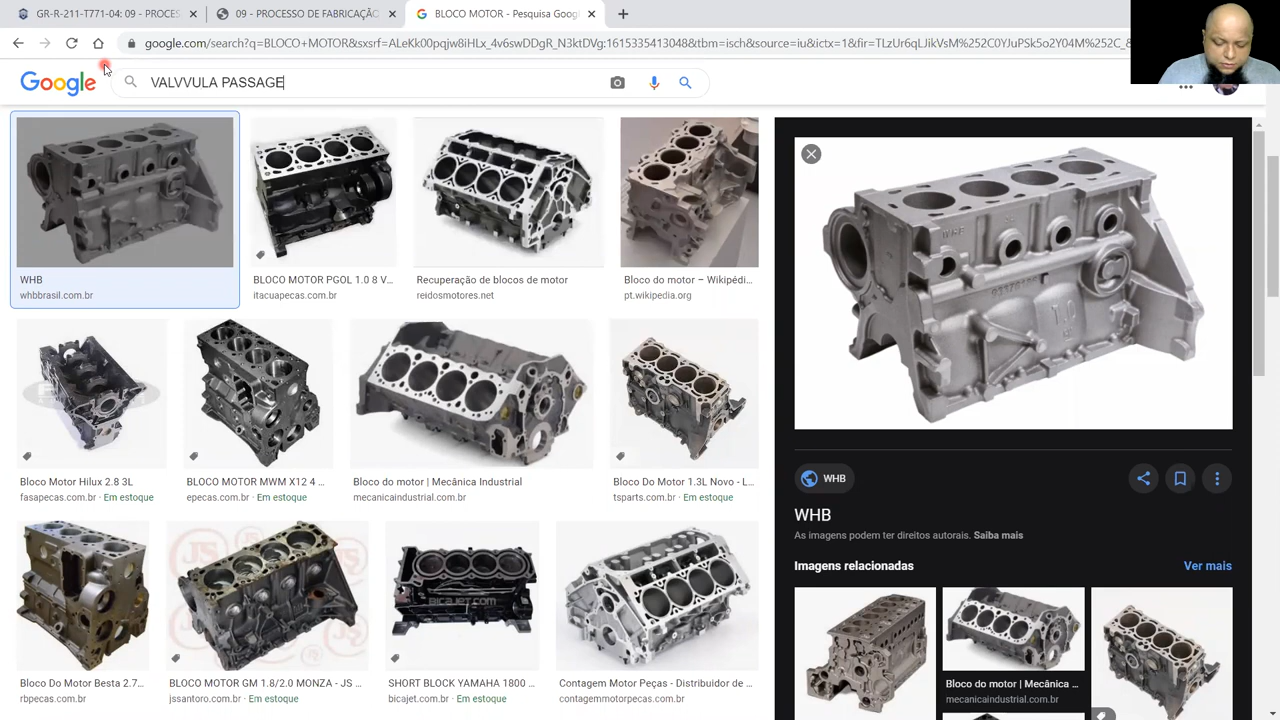 GR-R-211-T771-04: 09 - PROCES
09 - PROCESSO DE FABRICAÇÃO
BLOCO MOTOR - Pesquisa Goog
google.com/search?q=BLOCO+MOTOR&sxsrf=ALeKk00pqjw8iHLx_4v6swDDqR_N3ktDVg:1615335413048&tbm=isch&source=iu&ictx=1&fir=TLzUr6qLJikVsM%252C0YJuPSk5o2Y04M%252C_&
Google
VALVVULA PASSAGE
WHB
whbbrasil.com.br
BLOCO MOTOR PGOL 1.0 8 V...
itacuapecas.com.br
Recuperação de blocos de motor
reidosmotores.net
Bloco do motor – Wikipédi...
pt.wikipedia.org
Bloco Motor Hilux 2.8 3L
fasapecas.com.br · Em estoque
BLOCO MOTOR MWM X12 4 ...
epecas.com.br · Em estoque
Bloco do motor | Mecânica Industrial
mecanicaindustrial.com.br
Bloco Do Motor 1.3L Novo - L...
tsparts.com.br · Em estoque
Bloco Do Motor Besta 2.7...
rbpecas.com.br
BLOCO MOTOR GM 1.8/2.0 MONZA - JS ...
jssantoro.com.br · Em estoque
SHORT BLOCK YAMAHA 1800 ...
bicajet.com.br · Em estoque
Contagem Motor Peças - Distribuidor de ...
contagemmotorpecas.com.br
WHB
1.0
WHB
WHB
As imagens podem ter direitos autorais. Saiba mais
Imagens relacionadas
Ver mais
Bloco do motor | Mecânica ...
mecanicaindustrial.com.br